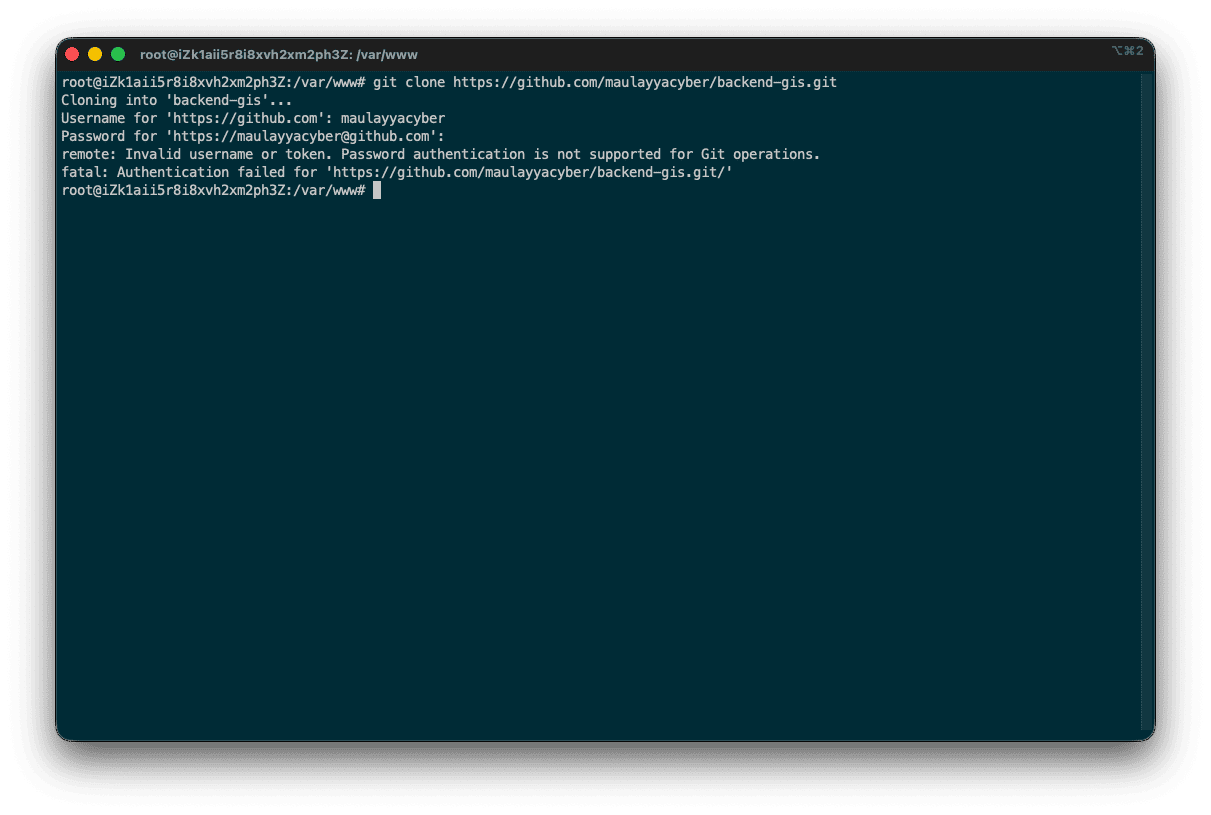 root@iZk1aii5r8i8xvh2xm2ph3Z: /var/www
⌥⌘2
root@iZk1aii5r8i8xvh2xm2ph3Z:/var/www# git clone https://github.com/maulayyacyber/backend-gis.git
Cloning into 'backend-gis'...
Username for 'https://github.com': maulayyacyber
Password for 'https://maulayyacyber@github.com':
remote: Invalid username or token. Password authentication is not supported for Git operations.
fatal: Authentication failed for 'https://github.com/maulayyacyber/backend-gis.git/'
root@iZk1aii5r8i8xvh2xm2ph3Z:/var/www#